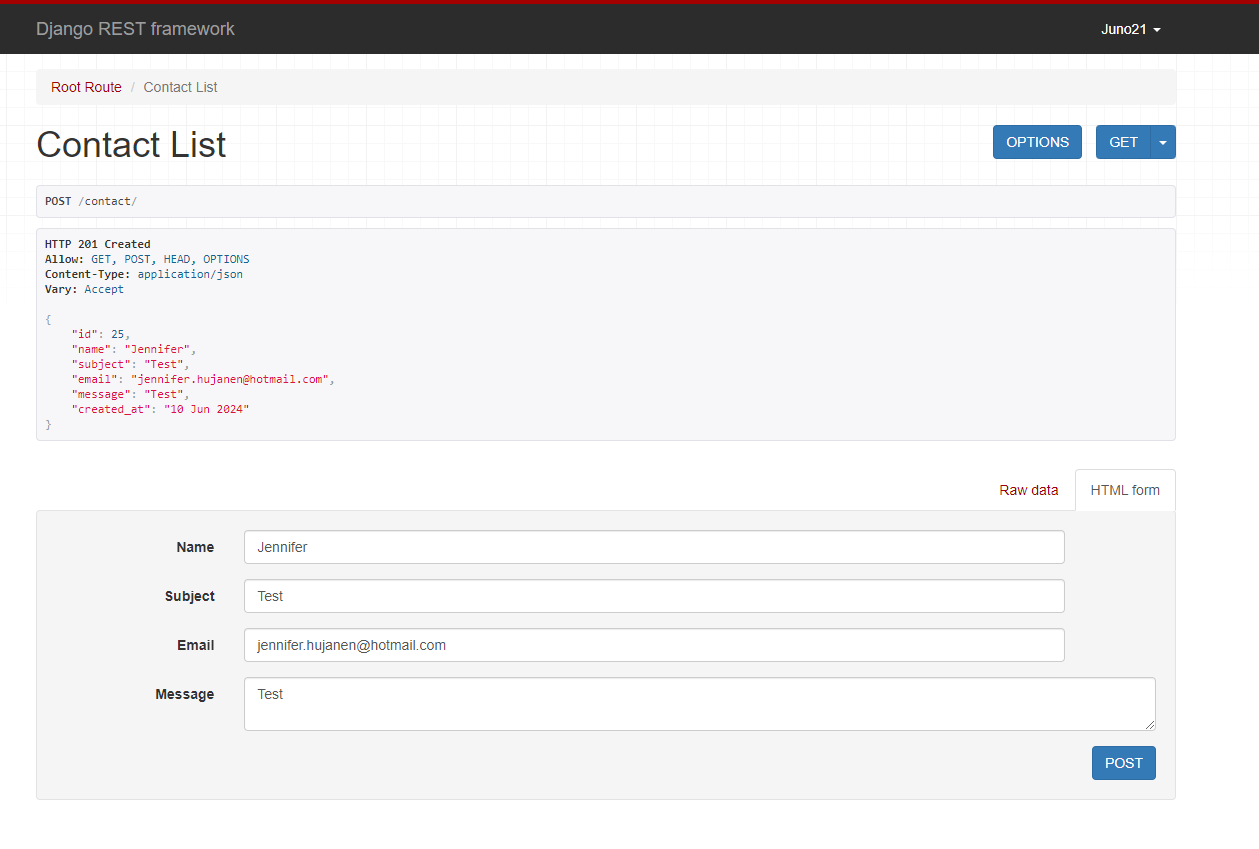 Django REST framework
Juno21
Root Route / Contact List
Contact List
OPTIONS
GET
POST /contact/
HTTP 201 Created
Allow: GET, POST, HEAD, OPTIONS
Content-Type: application/json
Vary: Accept
{
    "id": 25,
    "name": "Jennifer",
    "subject": "Test",
    "email": "jennifer.hujanen@hotmail.com",
    "message": "Test",
    "created_at": "10 Jun 2024"
}
Raw data
HTML form
Name
Jennifer
Subject
Test
Email
jennifer.hujanen@hotmail.com
Message
Test
POST